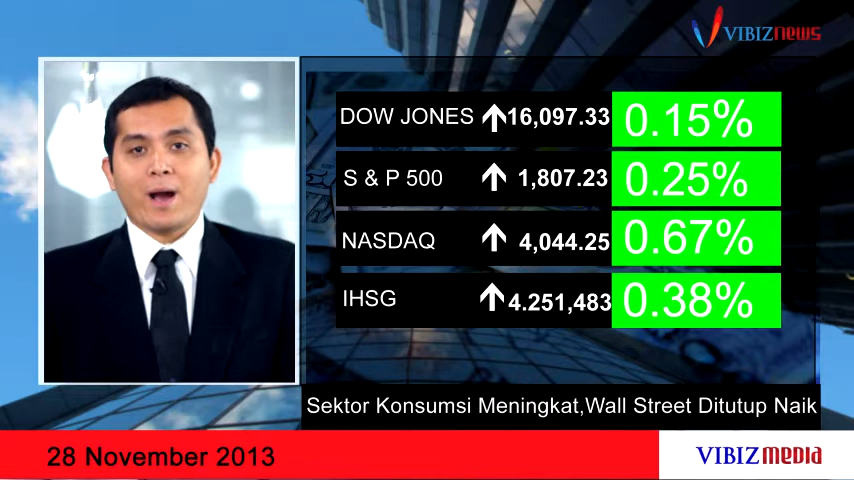 VIBIZnews
DOW JONES 16,097.33 0.15%
S & P 500 1,807.23 0.25%
NASDAQ 4,044.25 0.67%
IHSG 4.251,483 0.38%
Sektor Konsumsi Meningkat,Wall Street Ditutup Naik
28 November 2013
VIBIZmedia